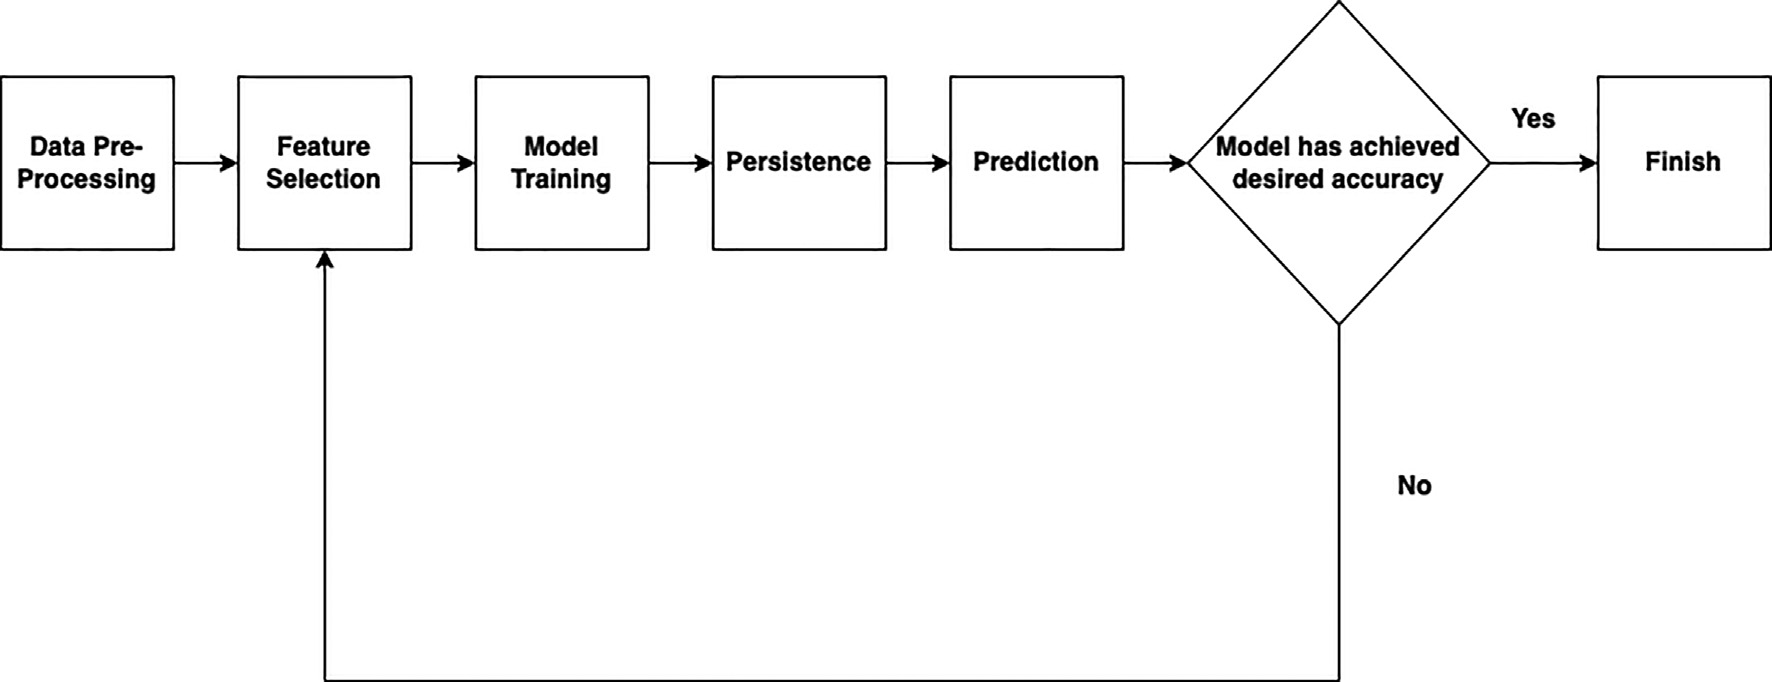 Data Pre-
Processing
Feature
Selection
Model
Training
Persistence
Prediction
Model has achieved
desired accuracy
Yes
Finish
No